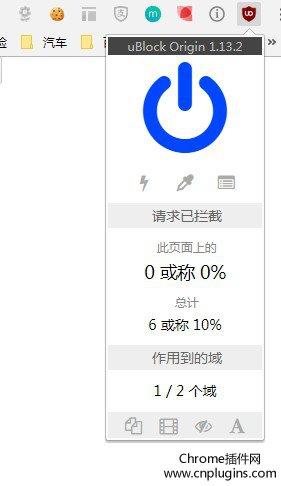 检
汽车
»
uBlock Origin 1.13.2
请求已拦截
此页面上的
0 或称 0%
总计
6 或称 10%
作用到的域
1 / 2 个域
A
Chrome插件网
www.cnplugins.com